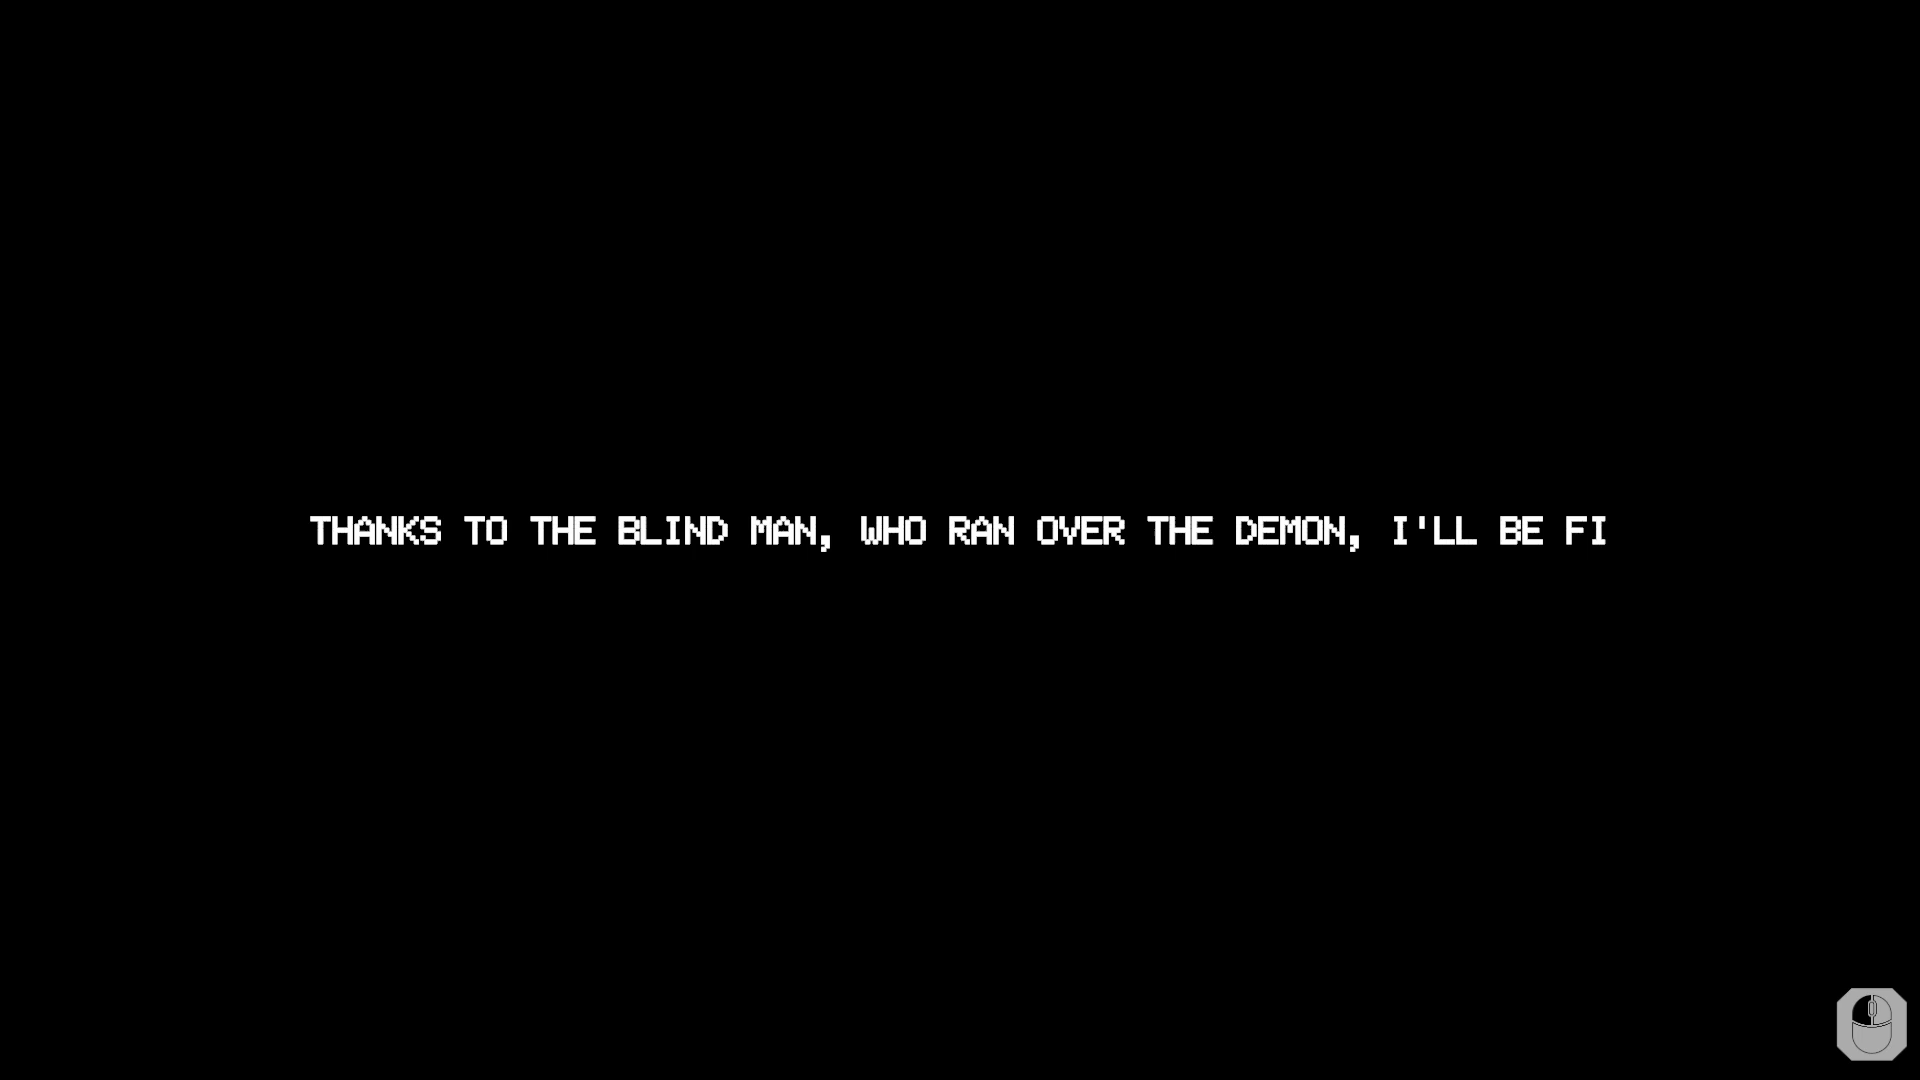 THANKS TO THE BLIND MAN, WHO RAN OVER THE DEMON, I'LL BE FI